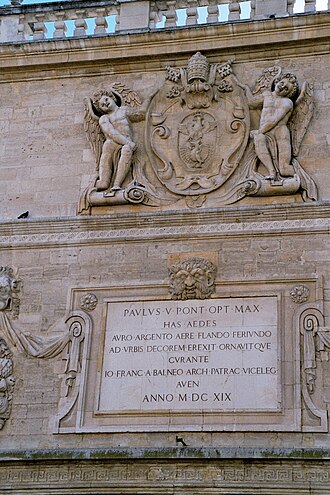 PAVLVS V PONT OPT MAX
HAS AEDES
AVRO ARGENTO AERE FLANDO FERIVNDO
AD VRBIS DECOREM EREXIT ORNAVITQVE
CVRANTE
IO FRANC A BALNEO ARCH PATRAC VICELEG
AVEN
ANNO M DC XIX